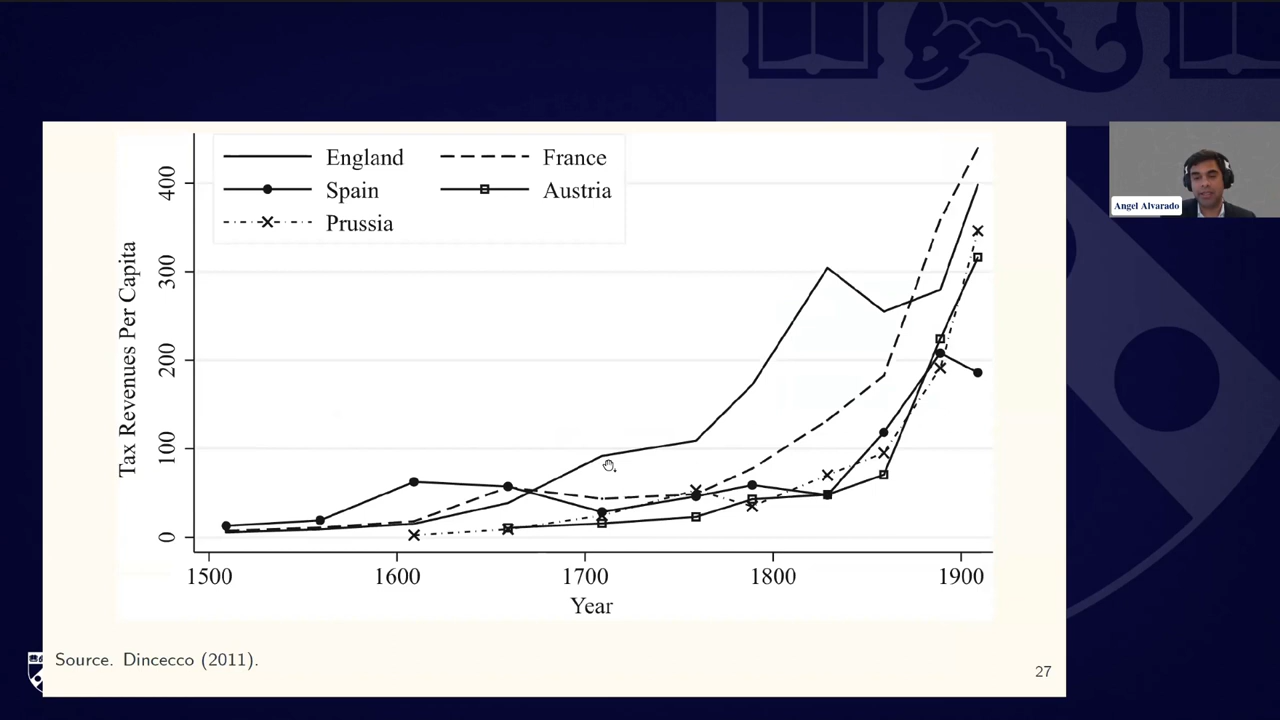 England
France
Spain
Austria
Prussia
Tax Revenues Per Capita
400
300
200
100
0
1500
1600
1700
1800
1900
Year
Source. Dincecco (2011).
27
Angel Alvarado